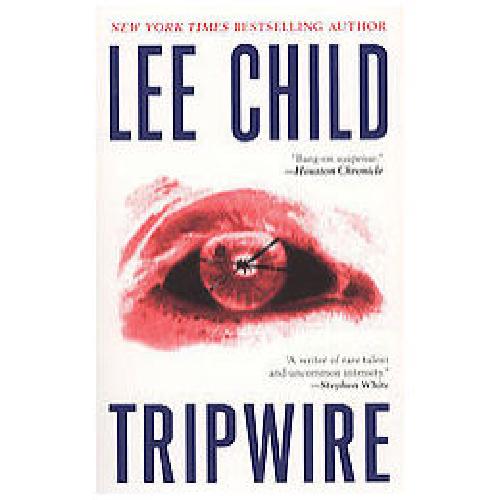 NEW YORK TIMES BESTSELLING AUTHOR
LEE CHILD
"Bang-on suspense."
—Houston Chronicle
"A writer of rare talent
and uncommon intensity."
—Stephen White
TRIPWIRE